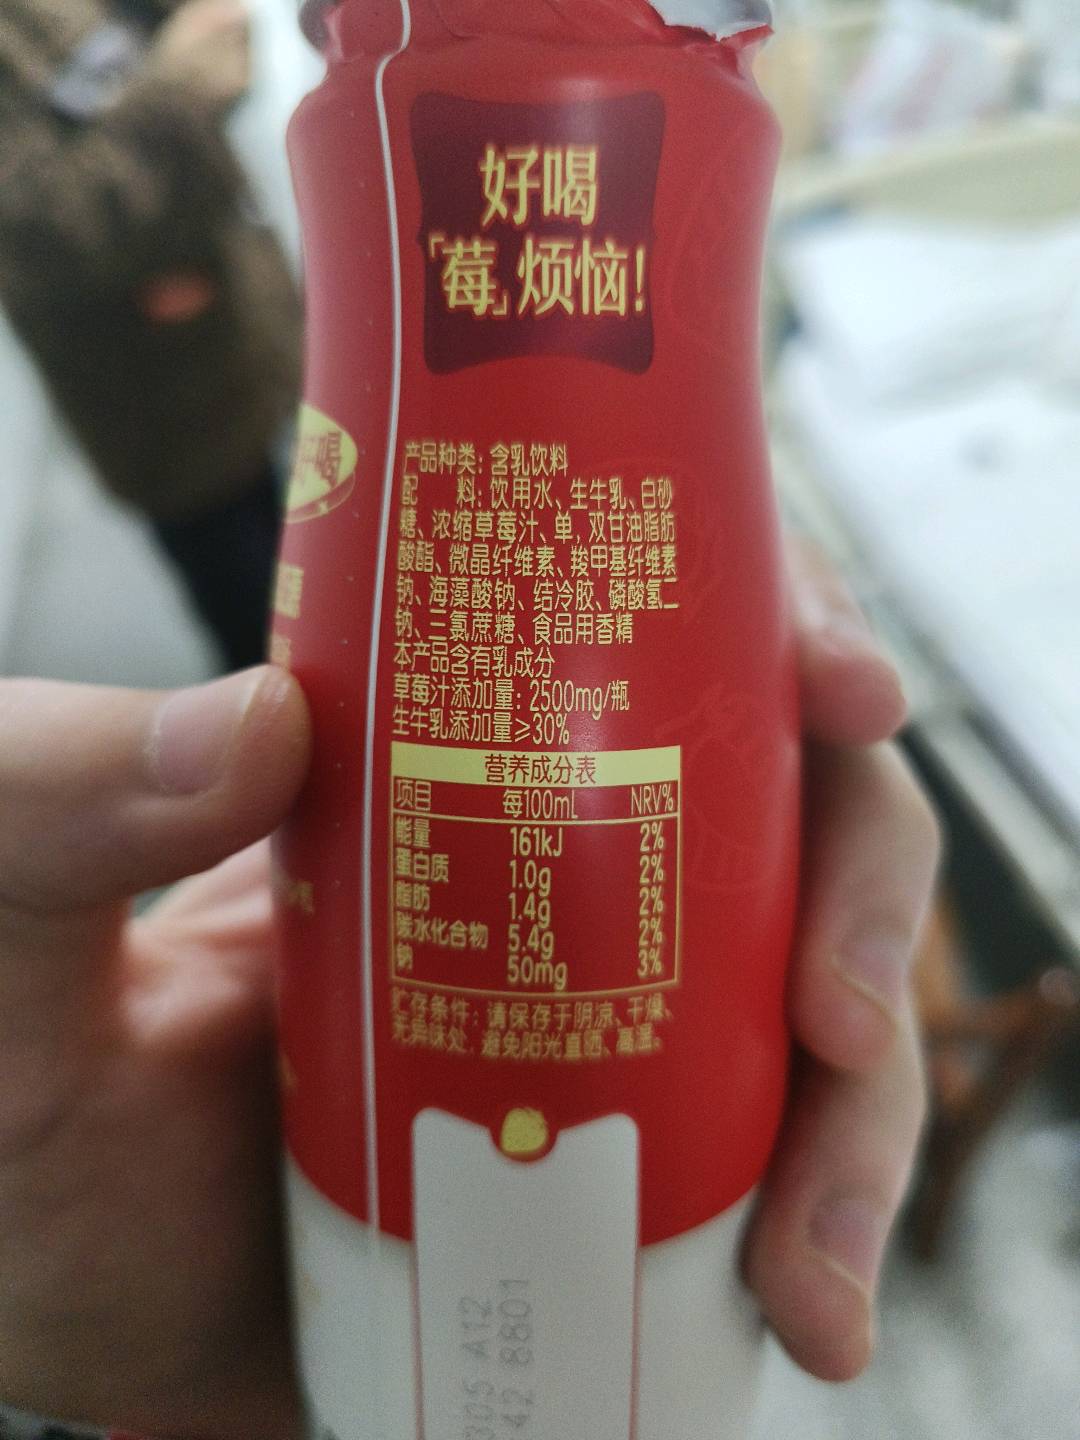 好喝
「莓」烦恼!
好喝
产品种类: 含乳饮料
配 料: 饮用水、生牛乳、白砂
糖、浓缩草莓汁、单, 双甘油脂肪
酸酯、微晶纤维素、羧甲基纤维素
钠、海藻酸钠、结冷胶、磷酸氢二
钠、三氯蔗糖、食品用香精
本产品含有乳成分
草莓汁添加量: 2500mg/瓶
生牛乳添加量≥30%
营养成分表
项目 每100mL NRV%
能量 161kJ 2%
蛋白质 1.0g 2%
脂肪 1.4g 2%
碳水化合物 5.4g 2%
钠 50mg 3%
贮存条件: 请保存于阴凉、干燥、
无异味处, 避免阳光直晒、高温。
305 A12
42 8801